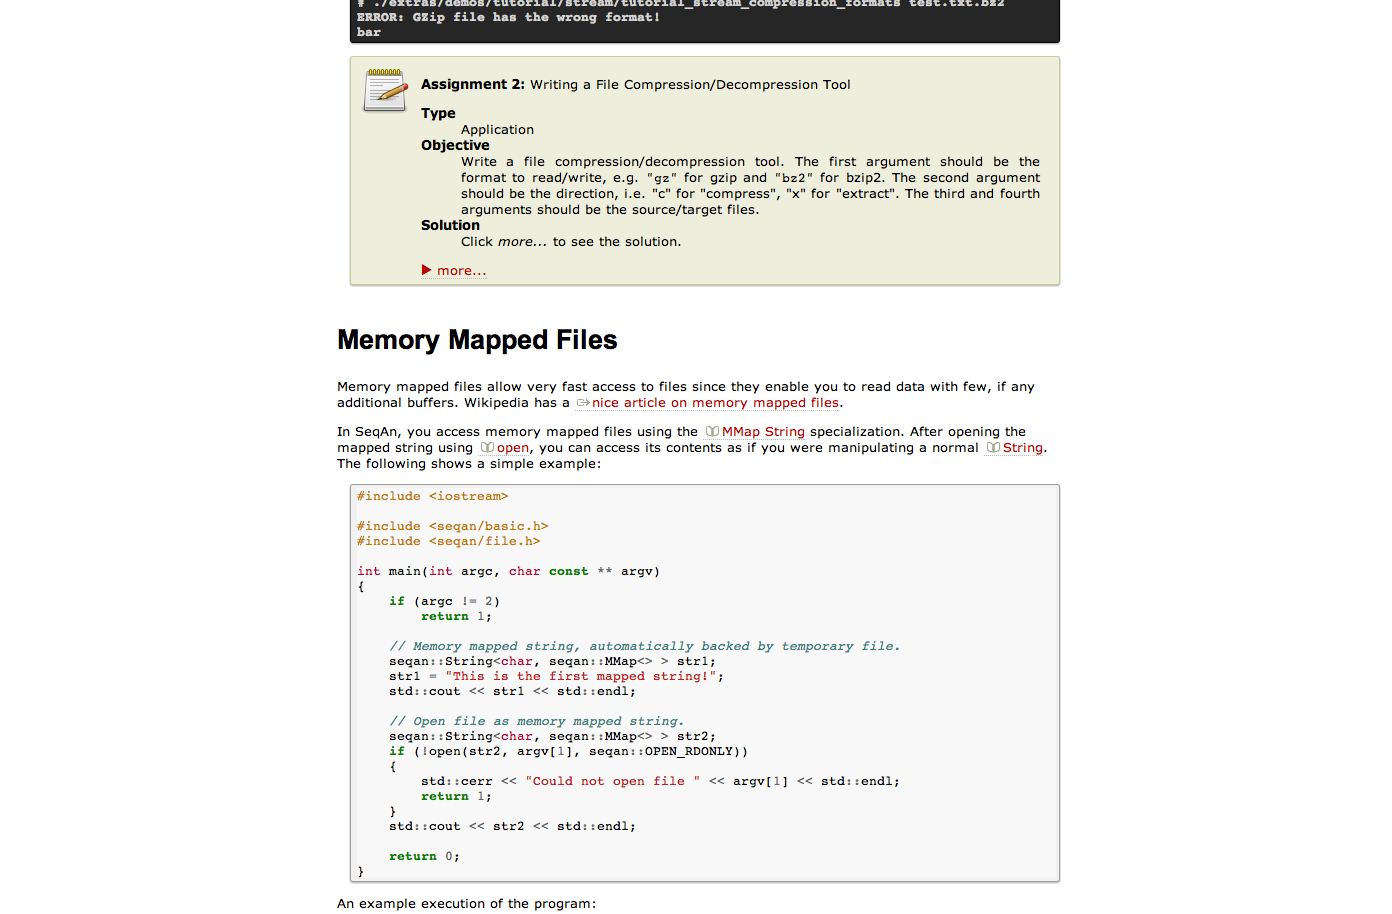 # ./extras/demos/tutorial/stream/tutorial_stream_compression_formats test.txt.bz2
ERROR: GZip file has the wrong format!
bar
Assignment 2: Writing a File Compression/Decompression Tool
Type
Application
Objective
Write a file compression/decompression tool. The first argument should be the
format to read/write, e.g. "gz" for gzip and "bz2" for bzip2. The second argument
should be the direction, i.e. "c" for "compress", "x" for "extract". The third and fourth
arguments should be the source/target files.
Solution
Click more... to see the solution.
more...
Memory Mapped Files
Memory mapped files allow very fast access to files since they enable you to read data with few, if any
additional buffers. Wikipedia has a nice article on memory mapped files.
In SeqAn, you access memory mapped files using the MMap String specialization. After opening the
mapped string using open, you can access its contents as if you were manipulating a normal String.
The following shows a simple example:
#include <iostream>
#include <seqan/basic.h>
#include <seqan/file.h>
int main(int argc, char const ** argv)
{
    if (argc != 2)
        return 1;
    // Memory mapped string, automatically backed by temporary file.
    seqan::String<char, seqan::MMap<> > str1;
    str1 = "This is the first mapped string!";
    std::cout << str1 << std::endl;
    // Open file as memory mapped string.
    seqan::String<char, seqan::MMap<> > str2;
    if (!open(str2, argv[1], seqan::OPEN_RDONLY))
    {
        std::cerr << "Could not open file " << argv[1] << std::endl;
        return 1;
    }
    std::cout << str2 << std::endl;
    return 0;
}
An example execution of the program: